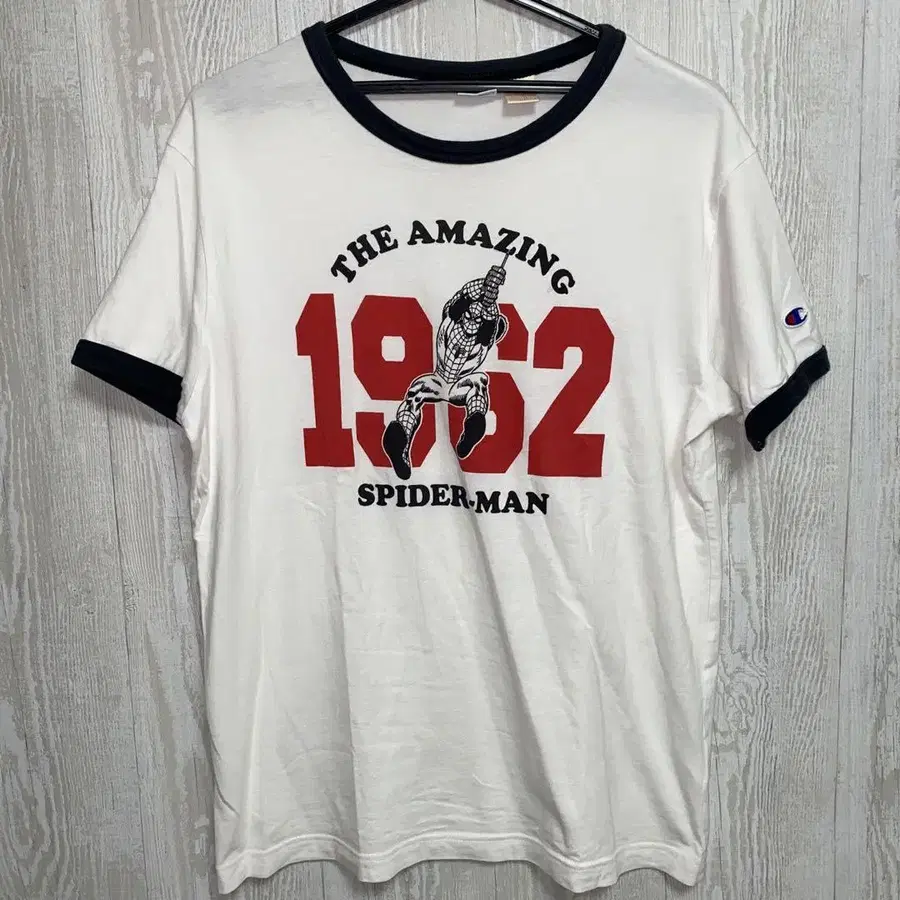 THE AMAZING
1962
SPIDER-MAN